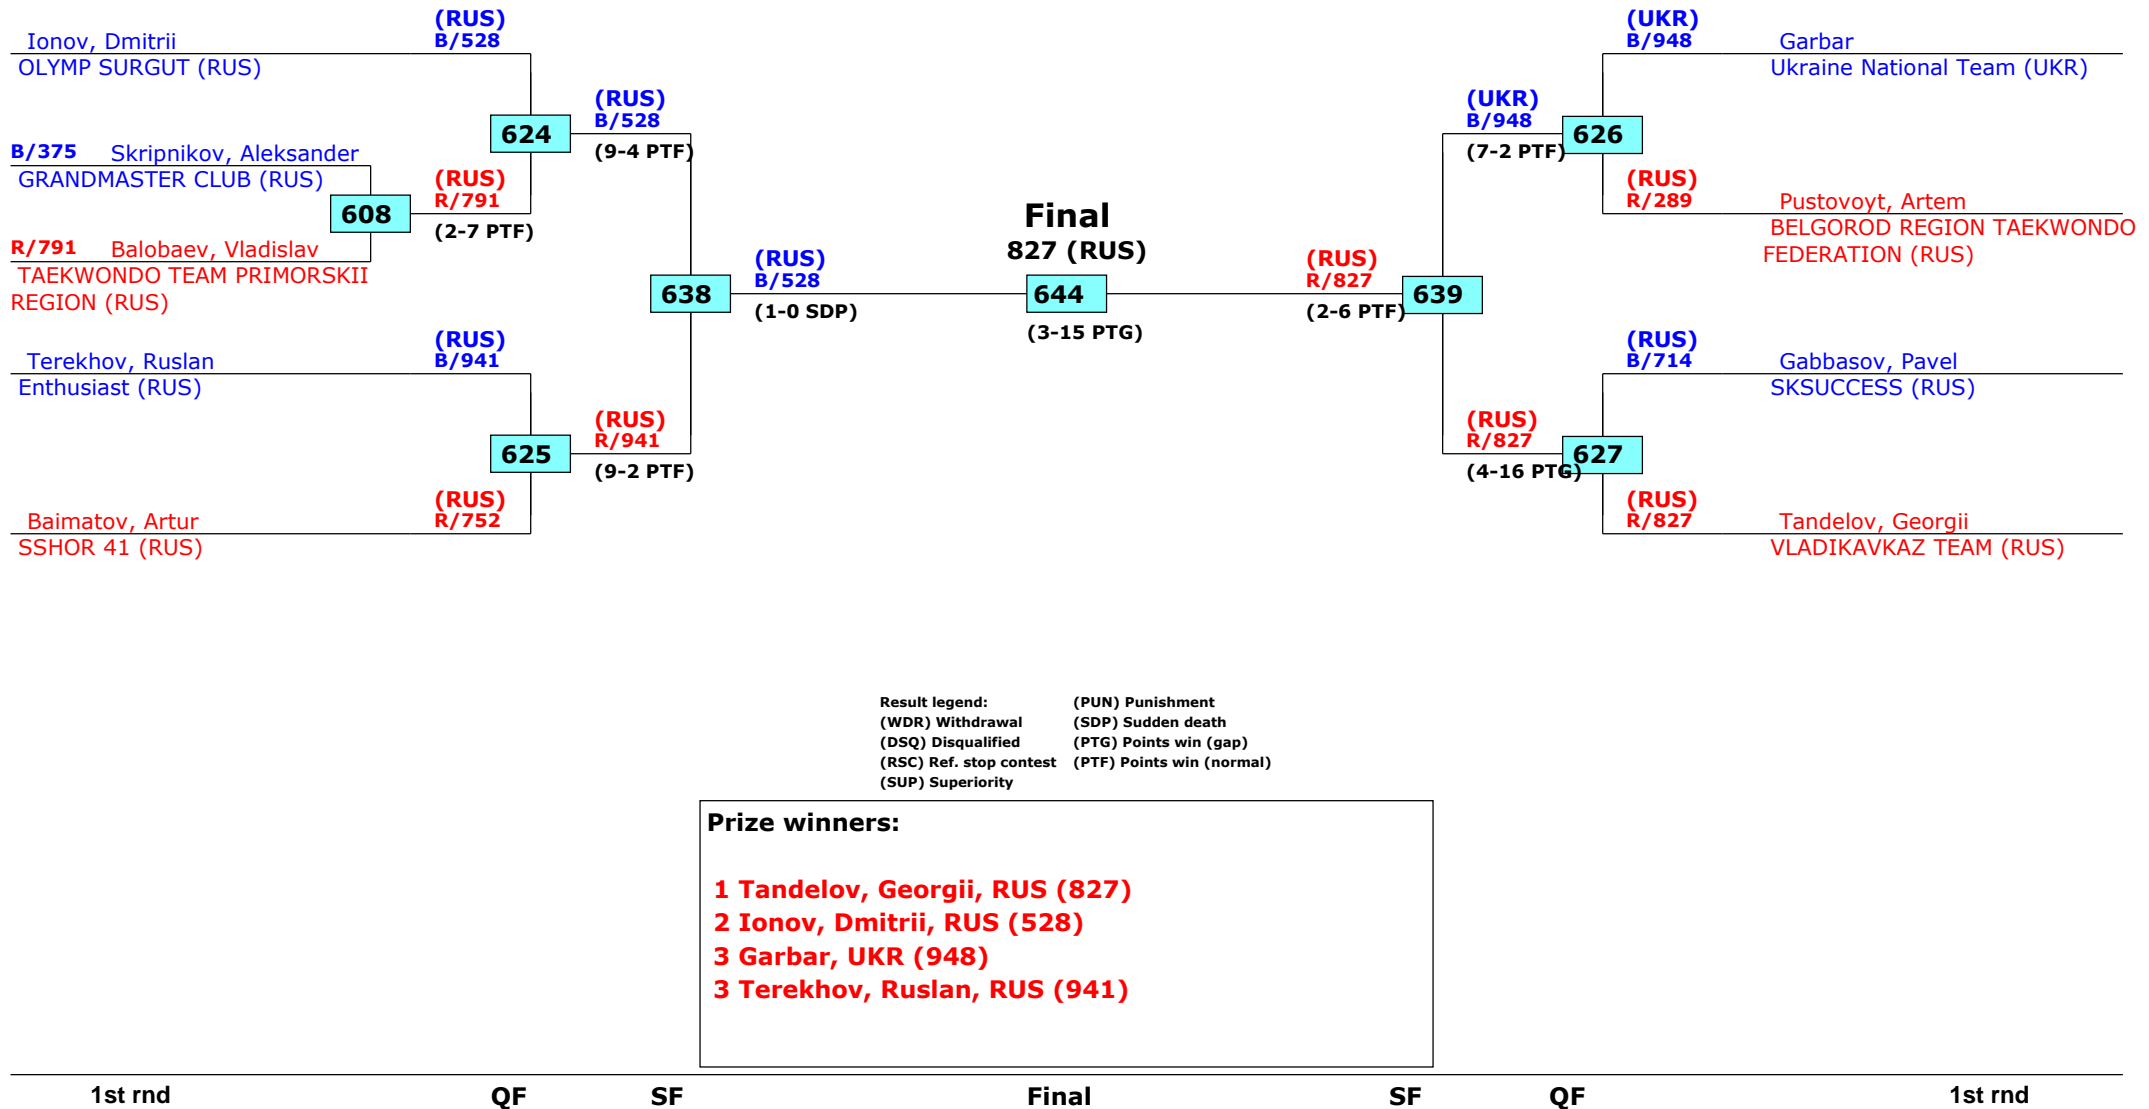 (RUS)
B/528
Ionov, Dmitrii
OLYMP SURGUT (RUS)
(RUS)
B/528
624
(9-4 PTF)
B/375 Skripnikov, Aleksander
GRANDMASTER CLUB (RUS)
(RUS)
R/791
608
(2-7 PTF)
R/791 Balobaev, Vladislav
TAEKWONDO TEAM PRIMORSKII
REGION (RUS)
(RUS)
B/528
638
(1-0 SDP)
(RUS)
B/941
Terekhov, Ruslan
Enthusiast (RUS)
(RUS)
R/941
625
(9-2 PTF)
(RUS)
R/752
Baimatov, Artur
SSHOR 41 (RUS)
Final
827 (RUS)
644
(3-15 PTG)
(UKR)
B/948
Garbar
Ukraine National Team (UKR)
(UKR)
B/948
626
(7-2 PTF)
(RUS)
R/289
Pustovoyt, Artem
BELGOROD REGION TAEKWONDO
FEDERATION (RUS)
(RUS)
R/827
639
(2-6 PTF)
(RUS)
B/714
Gabbasov, Pavel
SKSUCCESS (RUS)
(RUS)
R/827
627
(4-16 PTG)
(RUS)
R/827
Tandelov, Georgii
VLADIKAVKAZ TEAM (RUS)
Result legend: (PUN) Punishment
(WDR) Withdrawal (SDP) Sudden death
(DSQ) Disqualified (PTG) Points win (gap)
(RSC) Ref. stop contest (PTF) Points win (normal)
(SUP) Superiority
Prize winners:
1 Tandelov, Georgii, RUS (827)
2 Ionov, Dmitrii, RUS (528)
3 Garbar, UKR (948)
3 Terekhov, Ruslan, RUS (941)
1st rnd QF SF Final SF QF 1st rnd